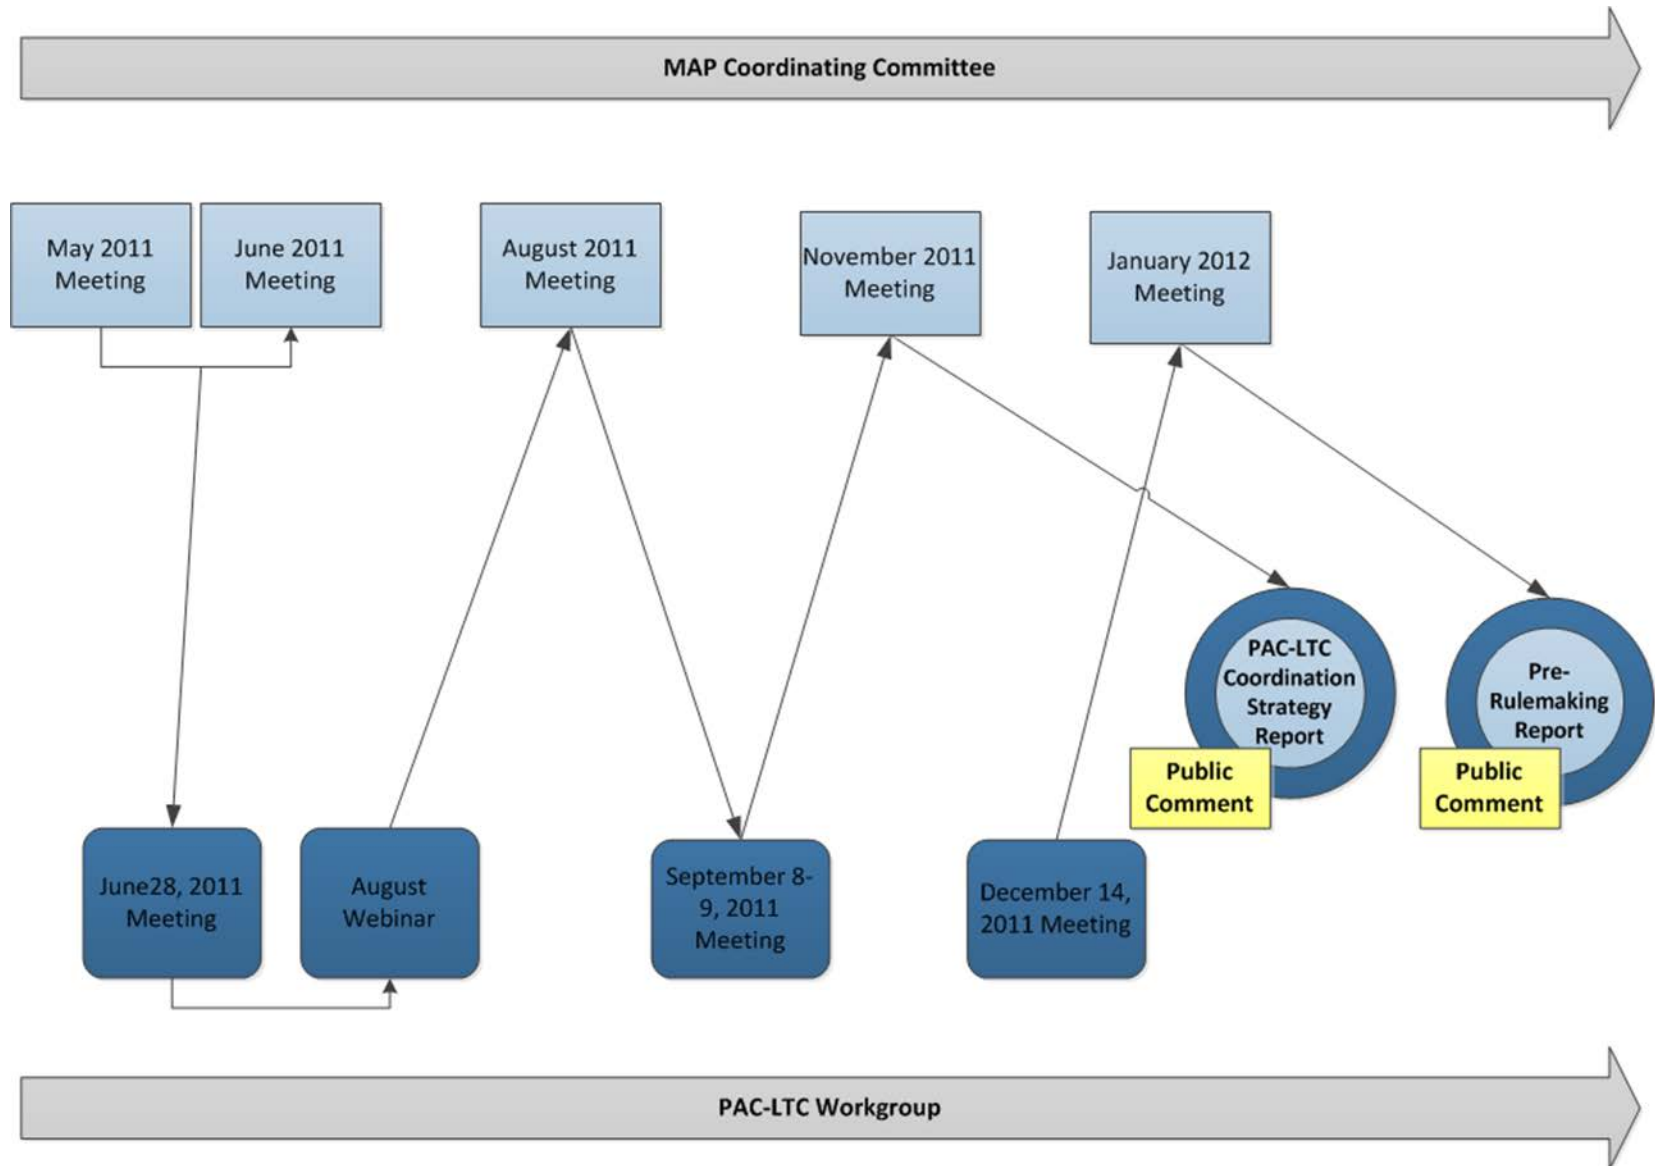 MAP Coordinating Committee
May 2011
Meeting
June 2011
Meeting
August 2011
Meeting
November 2011
Meeting
January 2012
Meeting
PAC-LTC
Coordination
Strategy
Report
Public
Comment
Pre-
Rulemaking
Report
Public
Comment
June28, 2011
Meeting
August
Webinar
September 8-
9, 2011
Meeting
December 14,
2011 Meeting
PAC-LTC Workgroup